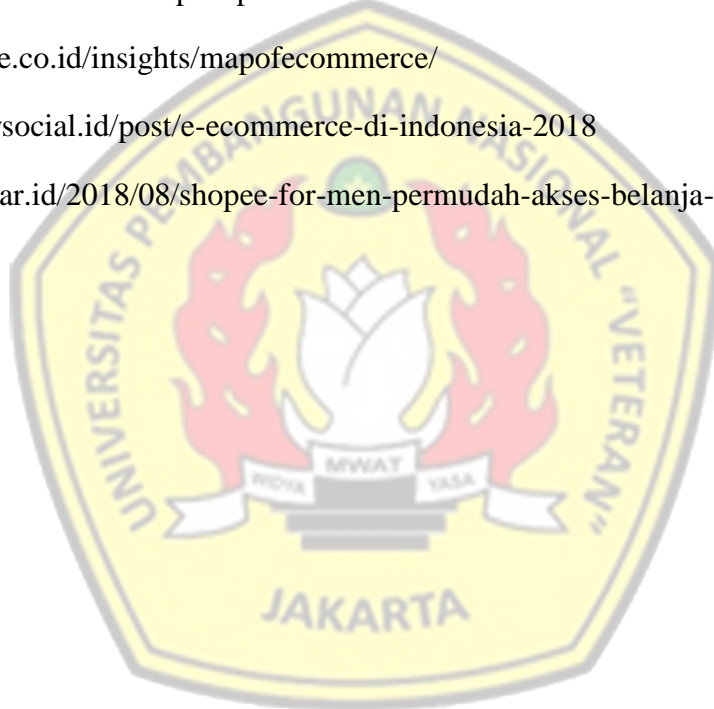 e.co.id/insights/mapofecommerce/
social.id/post/e-ecommerce-di-indonesia-2018
ar.id/2018/08/shopee-for-men-permudah-akses-belanja-
UNIVERSITAS PEMBANGUNAN NASIONAL "VETERAN"
WIDYA MWAT YASA
JAKARTA